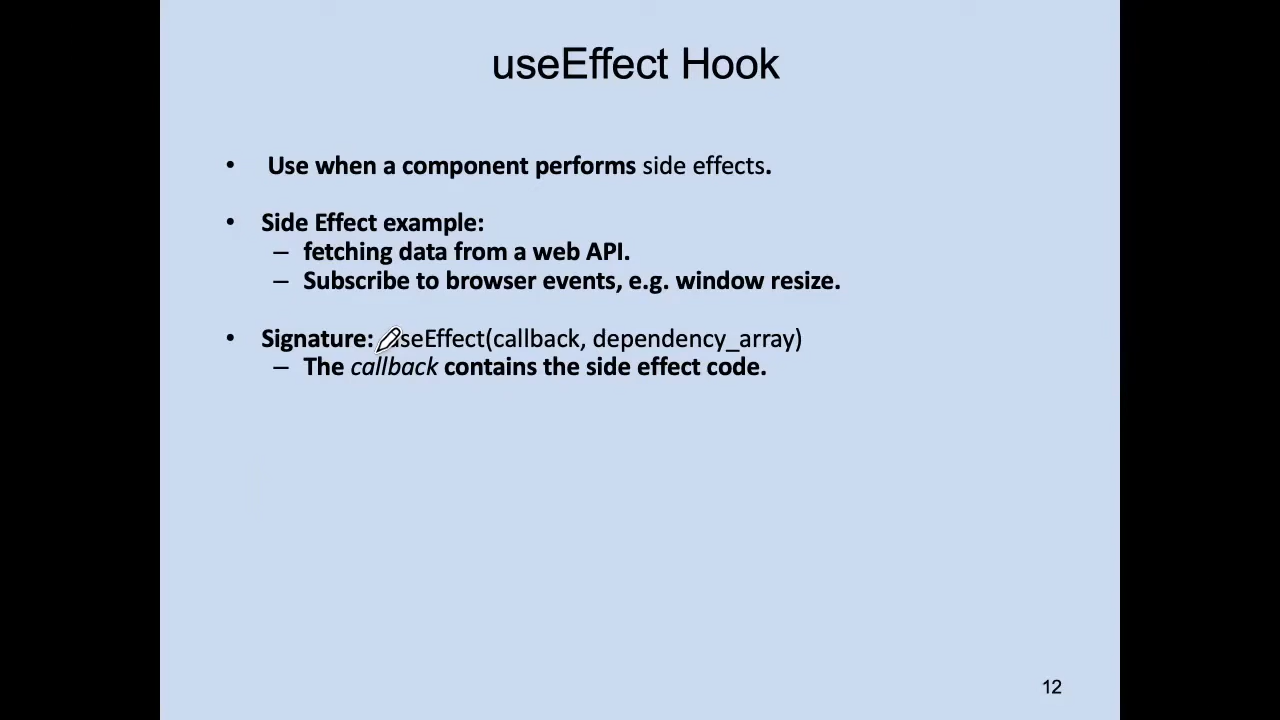 useEffect Hook
• Use when a component performs side effects.
• Side Effect example:
– fetching data from a web API.
– Subscribe to browser events, e.g. window resize.
• Signature: useEffect(callback, dependency_array)
– The callback contains the side effect code.
12